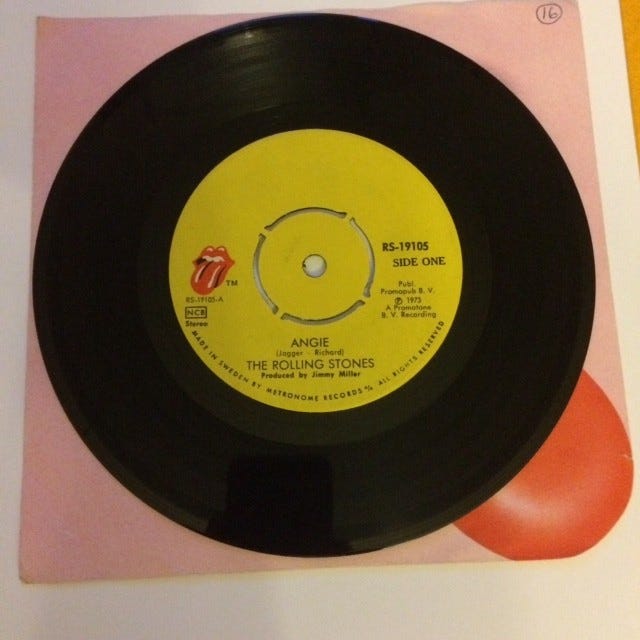 16
RS-19105
SIDE ONE
TM
RS-19105-A
NCB
Stereo
Publ.
Promopub B. V.
℗ 1973
A Promotone
B. V. Recording
ANGIE
(Jagger - Richard)
THE ROLLING STONES
Produced by Jimmy Miller
MADE IN SWEDEN BY METRONOME RECORDS a/s ALL RIGHTS RESERVED